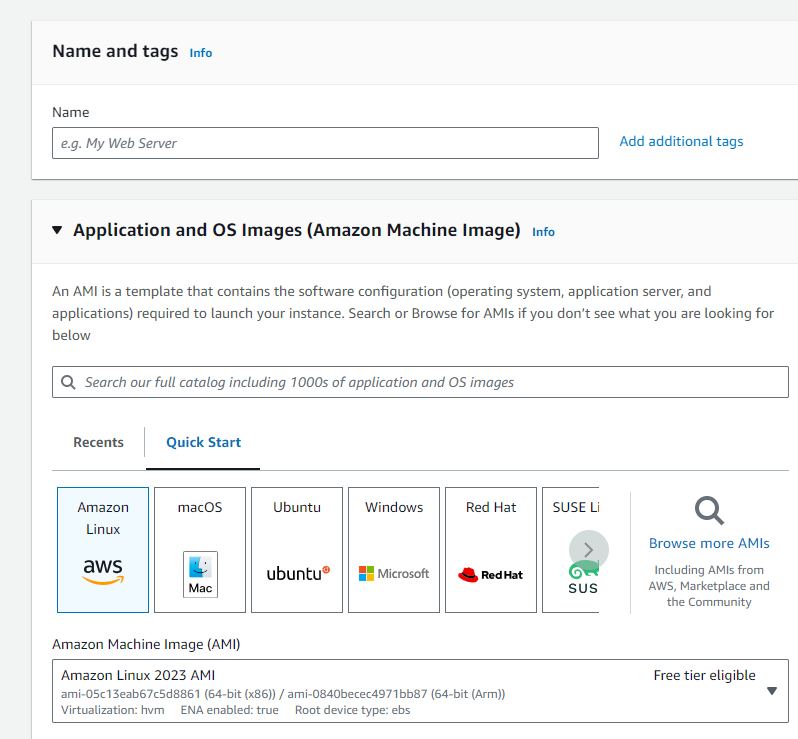 Name and tags Info
Name
e.g. My Web Server
Add additional tags
Application and OS Images (Amazon Machine Image) Info
An AMI is a template that contains the software configuration (operating system, application server, and
applications) required to launch your instance. Search or Browse for AMIs if you don’t see what you are looking for
below
Search our full catalog including 1000s of application and OS images
Recents
Quick Start
Amazon
Linux
aws
macOS
Mac
Ubuntu
ubuntu
Windows
Microsoft
Red Hat
Red Hat
SUSE Li
SUS
Browse more AMIs
Including AMIs from
AWS, Marketplace and
the Community
Amazon Machine Image (AMI)
Amazon Linux 2023 AMI
Free tier eligible
ami-05c13eab67c5d8861 (64-bit (x86)) / ami-0840becec4971bb87 (64-bit (Arm))
Virtualization: hvm ENA enabled: true Root device type: ebs